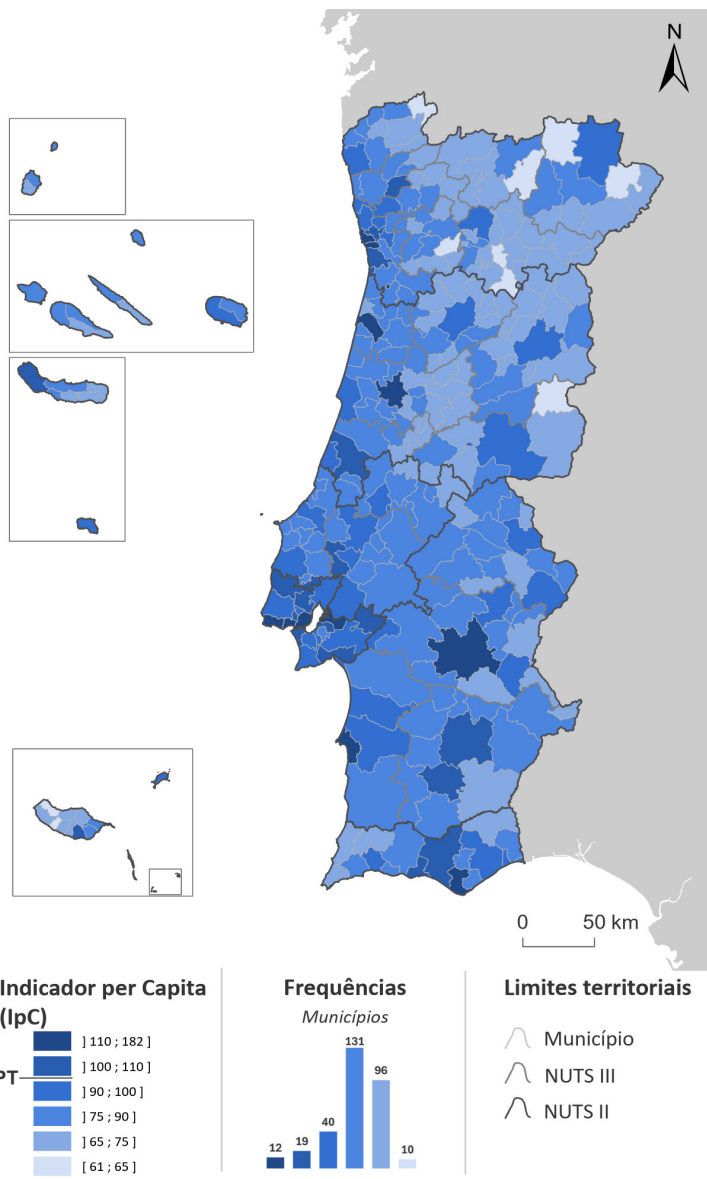 N
0 50 km
Indicador per Capita
(IpC)
] 110 ; 182 ]
] 100 ; 110 ]
PT
] 90 ; 100 ]
] 75 ; 90 ]
] 65 ; 75 ]
[ 61 ; 65 ]
Frequências
Municípios
12 19 40 131 96 10
Limites territoriais
Município
NUTS III
NUTS II